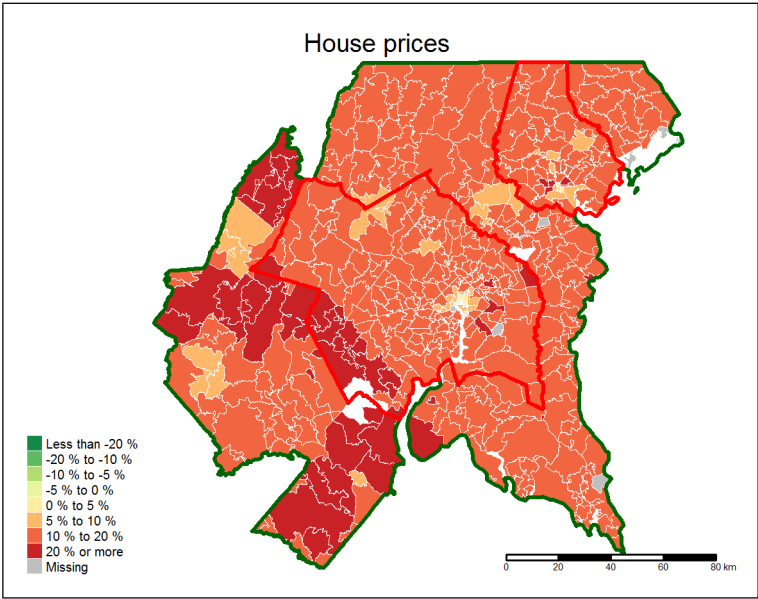 House prices
Less than -20 %
-20 % to -10 %
-10 % to -5 %
-5 % to 0 %
0 % to 5 %
5 % to 10 %
10 % to 20 %
20 % or more
Missing
0 20 40 60 80 km